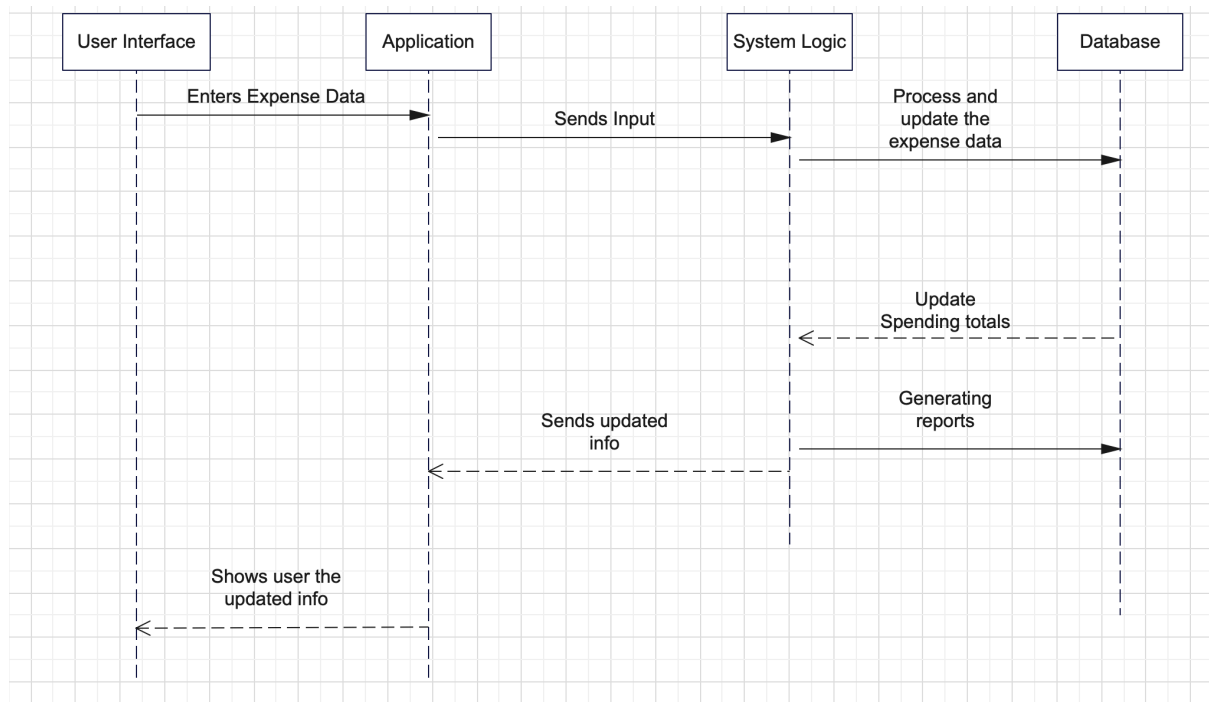 User Interface
Application
System Logic
Database
Enters Expense Data
Sends Input
Process and
update the
expense data
Update
Spending totals
Generating
reports
Sends updated
info
Shows user the
updated info